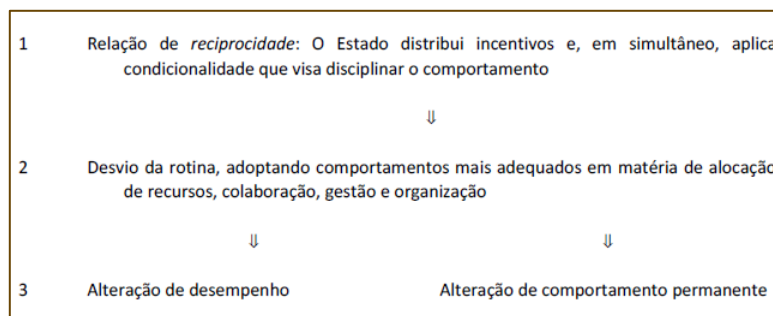 1 Relação de reciprocidade: O Estado distribui incentivos e, em simultâneo, aplica
condicionalidade que visa disciplinar o comportamento
⇓
2 Desvio da rotina, adoptando comportamentos mais adequados em matéria de alocação
de recursos, colaboração, gestão e organização
⇓ ⇓
3 Alteração de desempenho Alteração de comportamento permanente